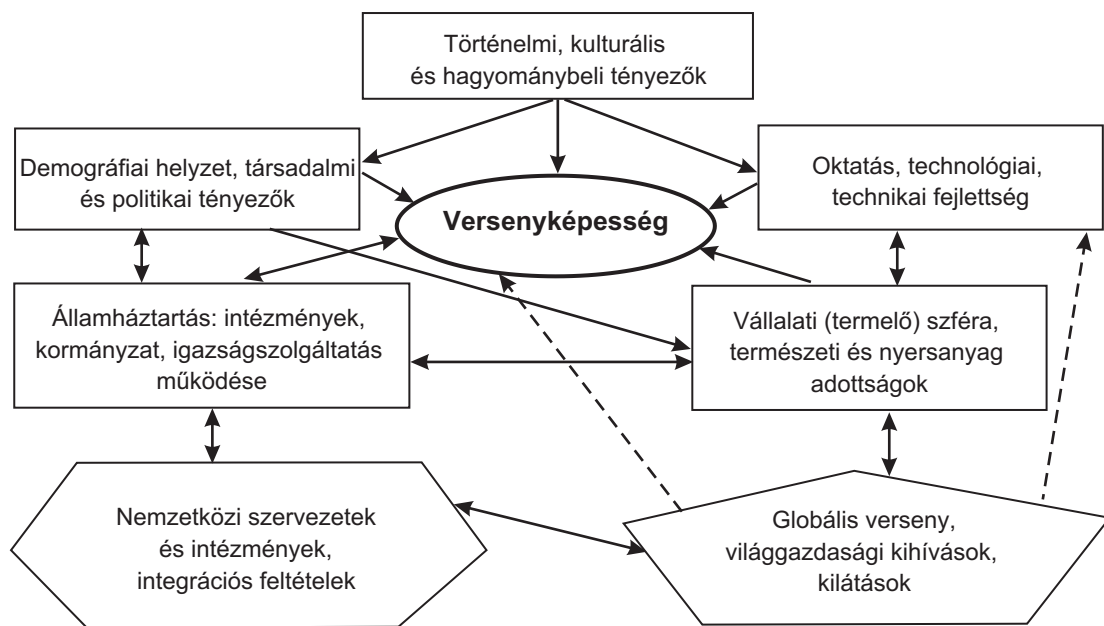 Történelmi, kulturális
és hagyománybeli tényezők
Demográfiai helyzet, társadalmi
és politikai tényezők
Versenyképesség
Oktatás, technológiai,
technikai fejlettség
Államháztartás: intézmények,
kormányzat, igazságszolgáltatás
működése
Vállalati (termelő) szféra,
természeti és nyersanyag
adottságok
Nemzetközi szervezetek
és intézmények,
integrációs feltételek
Globális verseny,
világgazdasági kihívások,
kilátások